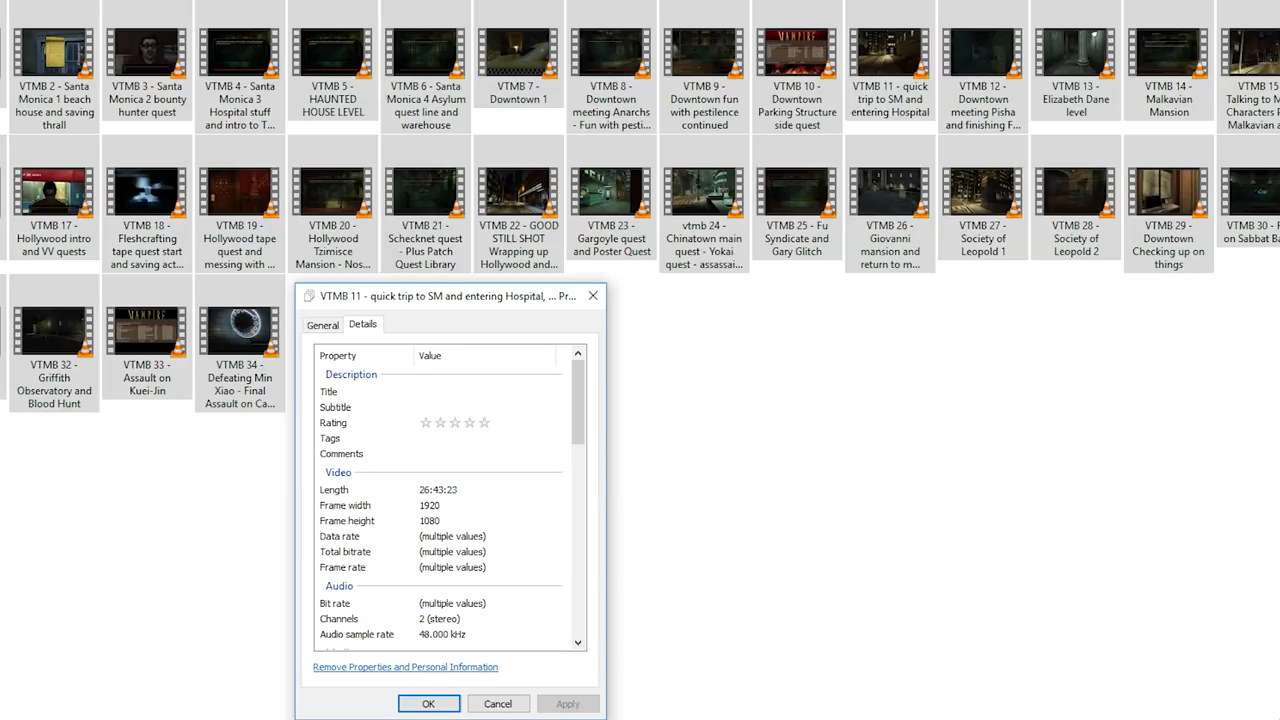 VTMB 2 - Santa
Monica 1 beach
house and saving
thrall
VTMB 3 - Santa
Monica 2 bounty
hunter quest
VTMB 4 - Santa
Monica 3
Hospital stuff
and intro to T...
VTMB 5 -
HAUNTED
HOUSE LEVEL
VTMB 6 - Santa
Monica 4 Asylum
quest line and
warehouse
VTMB 7 -
Downtown 1
VTMB 8 -
Downtown
meeting Anarchs
- Fun with pesti...
VTMB 9 -
Downtown fun
with pestilence
continued
VTMB 10 -
Downtown
Parking Structure
side quest
VTMB 11 - quick
trip to SM and
entering Hospital
VTMB 12 -
Downtown
meeting Pisha
and finishing F...
VTMB 13 -
Elizabeth Dane
level
VTMB 14 -
Malkavian
Mansion
VTMB 15
Talking to M
Characters F
Malkavian a
VTMB 17 -
Hollywood intro
and VV quests
VTMB 18 -
Fleshcrafting
tape quest start
and saving act...
VTMB 19 -
Hollywood tape
quest and
messing with ...
VTMB 20 -
Hollywood
Tzimisce
Mansion - Nos...
VTMB 21 -
Schecknet quest
- Plus Patch
Quest Library
VTMB 22 - GOOD
STILL SHOT
Wrapping up
Hollywood and...
VTMB 23 -
Gargoyle quest
and Poster Quest
vtmb 24 -
Chinatown main
quest - Yokai
quest - assassai...
VTMB 25 - Fu
Syndicate and
Gary Glitch
VTMB 26 -
Giovanni
mansion and
return to m...
VTMB 27 -
Society of
Leopold 1
VTMB 28 -
Society of
Leopold 2
VTMB 29 -
Downtown
Checking up on
things
VTMB 30 -
on Sabbat Ba
VTMB 32 -
Griffith
Observatory and
Blood Hunt
VTMB 33 -
Assault on
Kuei-Jin
VTMB 34 -
Defeating Min
Xiao - Final
Assault on Ca...
VTMB 11 - quick trip to SM and entering Hospital, ... Pr...
General Details
Property Value
Description
Title
Subtitle
Rating
Tags
Comments
Video
Length 26:43:23
Frame width 1920
Frame height 1080
Data rate (multiple values)
Total bitrate (multiple values)
Frame rate (multiple values)
Audio
Bit rate (multiple values)
Channels 2 (stereo)
Audio sample rate 48.000 kHz
Remove Properties and Personal Information
OK Cancel Apply